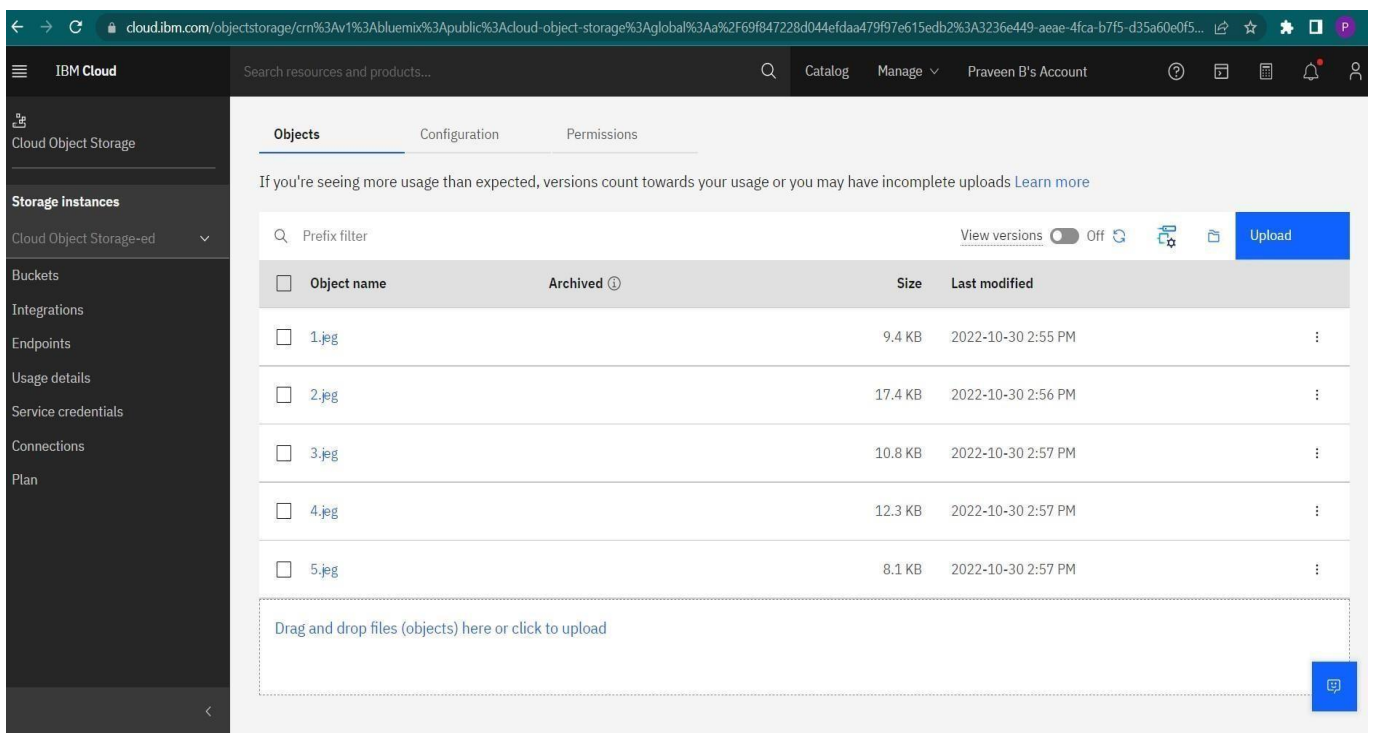 cloud.ibm.com/objectstorage/crn%3Av1%3Abluemix%3Apublic%3Acloud-object-storage%3Aglobal%3Aa%2F69f847228d044efdaa479f97e615edb2%3A3236e449-aeae-4fca-b7f5-d35a60e0f5...
P
IBM Cloud
Search resources and products...
Catalog
Manage
Praveen B's Account
Cloud Object Storage
Storage instances
Cloud Object Storage-ed
Buckets
Integrations
Endpoints
Usage details
Service credentials
Connections
Plan
Objects Configuration Permissions
If you're seeing more usage than expected, versions count towards your usage or you may have incomplete uploads Learn more
Prefix filter View versions Off Upload
Object name Archived Size Last modified
1.jeg 9.4 KB 2022-10-30 2:55 PM
2.jeg 17.4 KB 2022-10-30 2:56 PM
3.jeg 10.8 KB 2022-10-30 2:57 PM
4.jeg 12.3 KB 2022-10-30 2:57 PM
5.jeg 8.1 KB 2022-10-30 2:57 PM
Drag and drop files (objects) here or click to upload